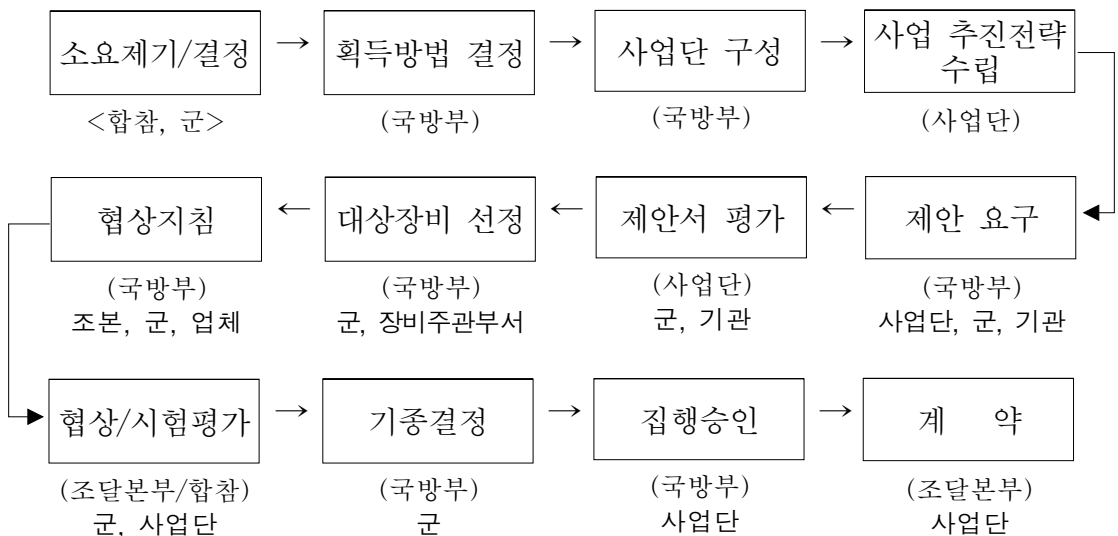 소요제기/결정 → 획득방법 결정 → 사업단 구성 → 사업 추진전략
수립
<합참, 군> (국방부) (국방부) (사업단)
협상지침 ← 대상장비 선정 ← 제안서 평가 ← 제안 요구
(국방부) (국방부) (사업단) (국방부)
조본, 군, 업체 군, 장비주관부서 군, 기관 사업단, 군, 기관
협상/시험평가 → 기종결정 → 집행승인 → 계 약
(조달본부/합참) (국방부) (국방부) (조달본부)
군, 사업단 군 사업단 사업단